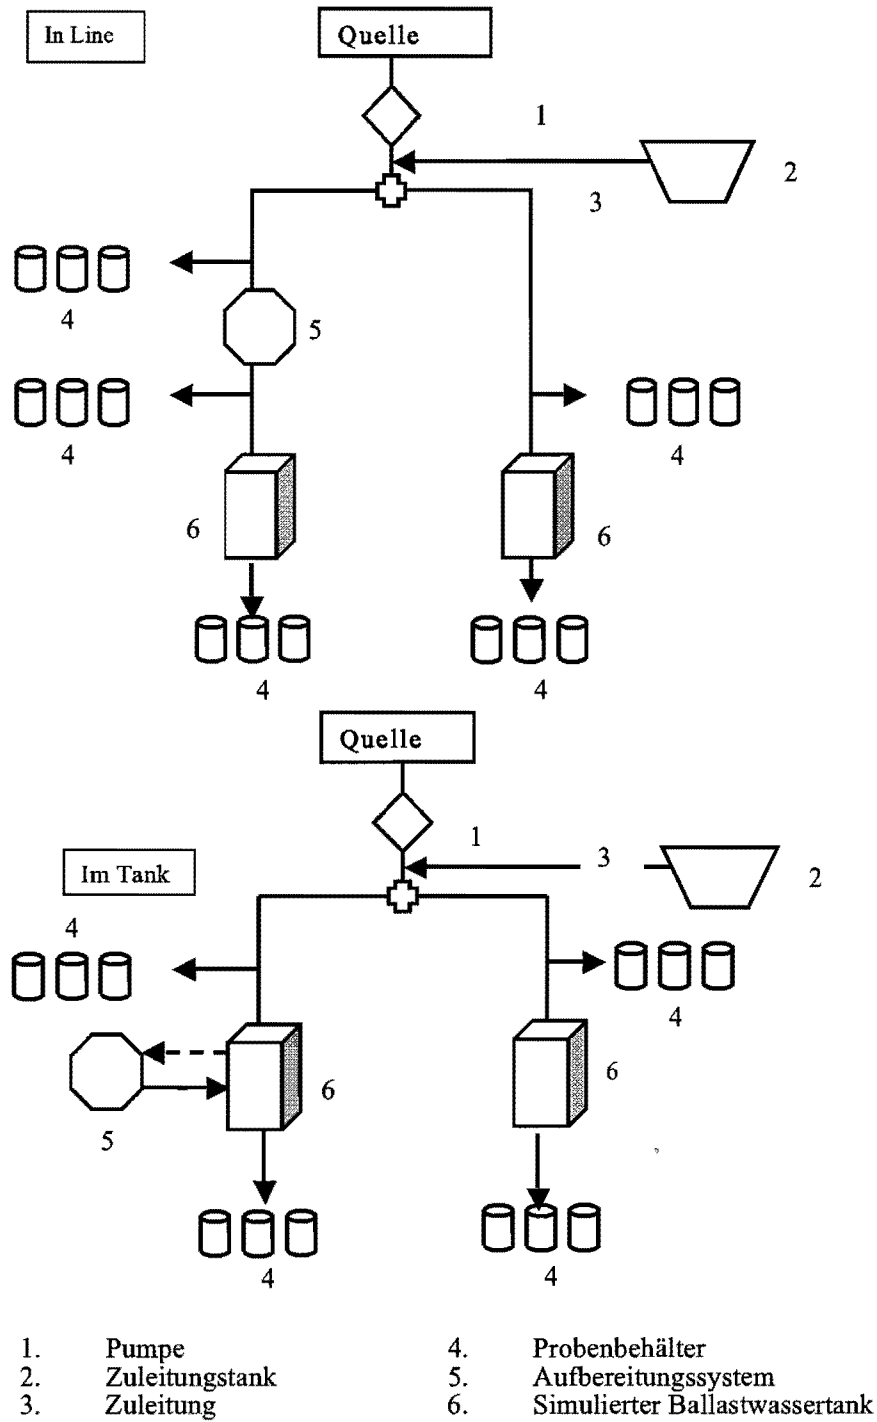 In Line
Quelle
1
2
3
4
5
4
4
4
6
6
4
4
Quelle
1
3
Im Tank
2
4
4
6
6
5
4
4
1. Pumpe
2. Zuleitungstank
3. Zuleitung
4. Probenbehälter
5. Aufbereitungssystem
6. Simulierter Ballastwassertank